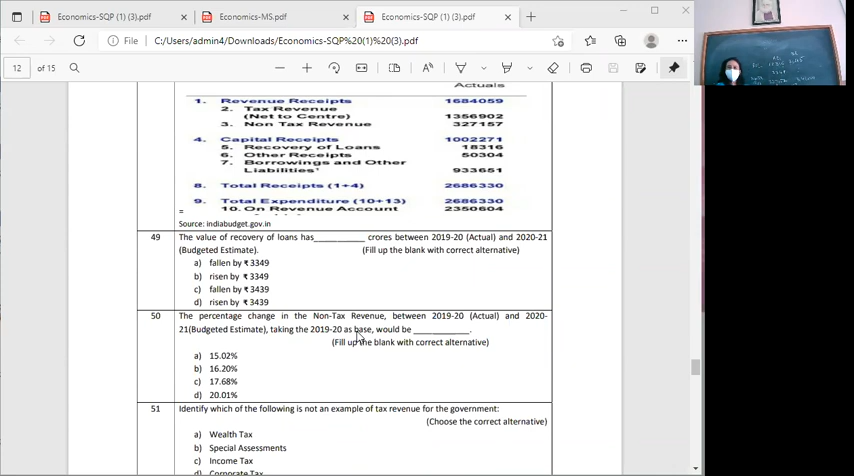 Economics-SQP (1) (3).pdf
Economics-MS.pdf
Economics-SQP (1) (3).pdf
File
C:/Users/admin4/Downloads/Economics-SQP%20(1)%20(3).pdf
12 of 15
Actuals
1. Revenue Receipts 1684059
2. Tax Revenue
(Net to Centre) 1356902
3. Non Tax Revenue 327157
4. Capital Receipts 1002271
5. Recovery of Loans 18316
6. Other Receipts 50304
7. Borrowings and Other
Liabilities¹ 933651
8. Total Receipts (1+4) 2686330
9. Total Expenditure (10+13) 2686330
10. On Revenue Account 2350604
=
Source: indiabudget.gov.in
49 The value of recovery of loans has___________ crores between 2019-20 (Actual) and 2020-21
(Budgeted Estimate). (Fill up the blank with correct alternative)
a) fallen by ₹ 3349
b) risen by ₹ 3349
c) fallen by ₹ 3439
d) risen by ₹ 3439
50 The percentage change in the Non-Tax Revenue, between 2019-20 (Actual) and 2020-
21(Budgeted Estimate), taking the 2019-20 as base, would be ____________.
(Fill up the blank with correct alternative)
a) 15.02%
b) 16.20%
c) 17.68%
d) 20.01%
51 Identify which of the following is not an example of tax revenue for the government:
(Choose the correct alternative)
a) Wealth Tax
b) Special Assessments
c) Income Tax
d) Corporate Tax